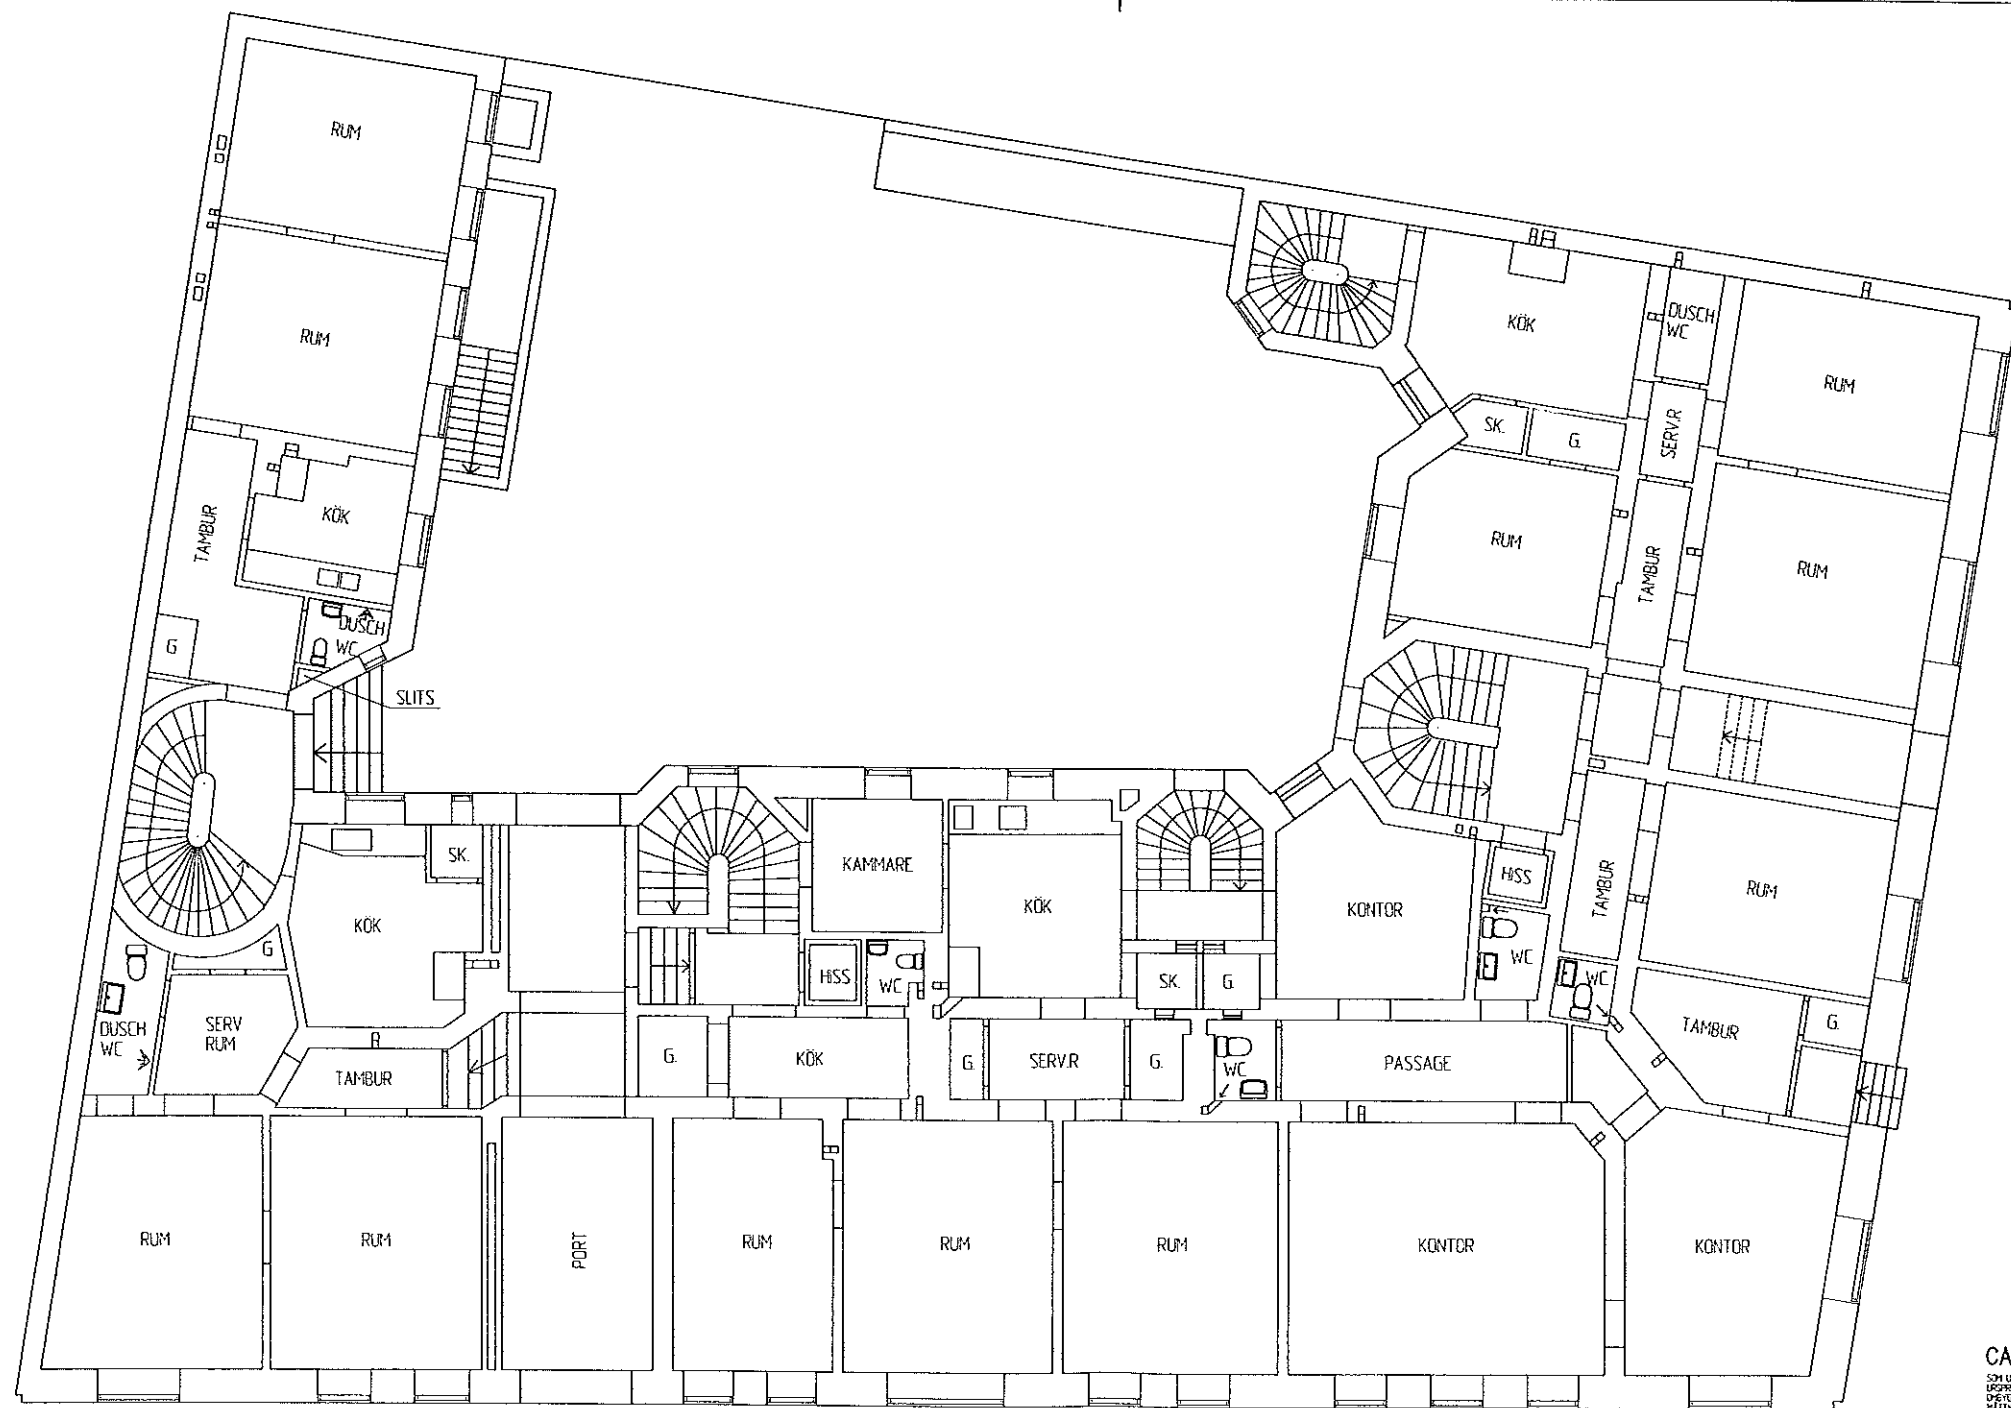 RUM
RUM
KÖK
DUSCH
WC
RUM
SK.
G.
SERV.R
KÖK
TAMBUR
RUM
TAMBUR
RUM
G
DUSCH
WC
SLITS
SK.
KAMMARE
KÖK
KÖK
KONTOR
HISS
TAMBUR
RUM
G
HISS
WC
SK.
G.
WC
WC
DUSCH
WC
SERV
RUM
TAMBUR
G.
KÖK
G.
SERV.R
G.
WC
PASSAGE
TAMBUR
G.
RUM
RUM
PORT
RUM
RUM
RUM
KONTOR
KONTOR
CA